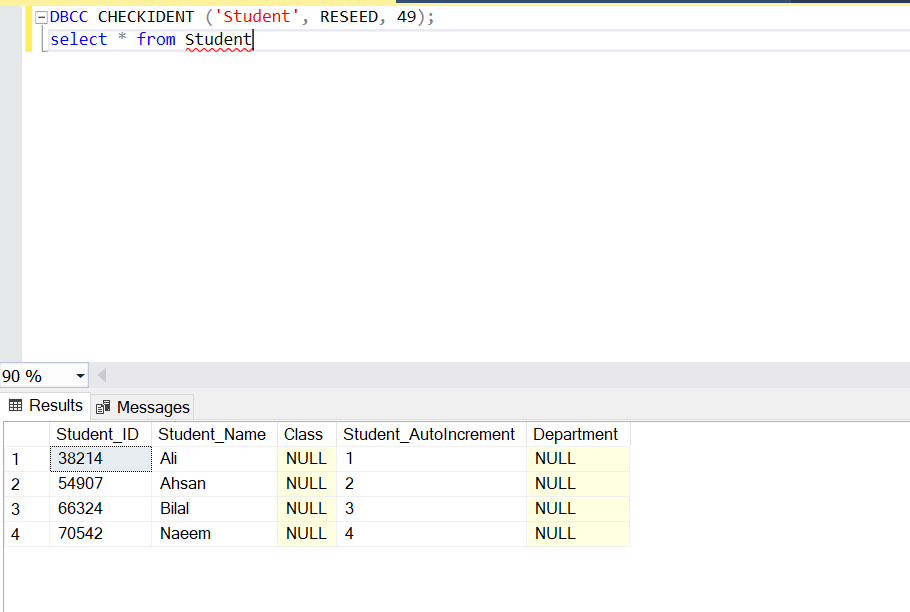 DBCC CHECKIDENT ('Student', RESEED, 49);
select * from Student
90 %
Results Messages
Student_ID Student_Name Class Student_AutoIncrement Department
1 38214 Ali NULL 1 NULL
2 54907 Ahsan NULL 2 NULL
3 66324 Bilal NULL 3 NULL
4 70542 Naeem NULL 4 NULL